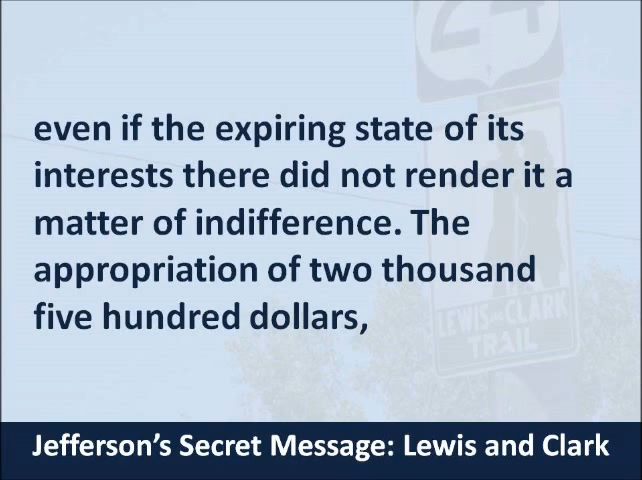 24
even if the expiring state of its
interests there did not render it a
matter of indifference. The
appropriation of two thousand
five hundred dollars,
LEWIS AND CLARK
TRAIL
Jefferson's Secret Message: Lewis and Clark